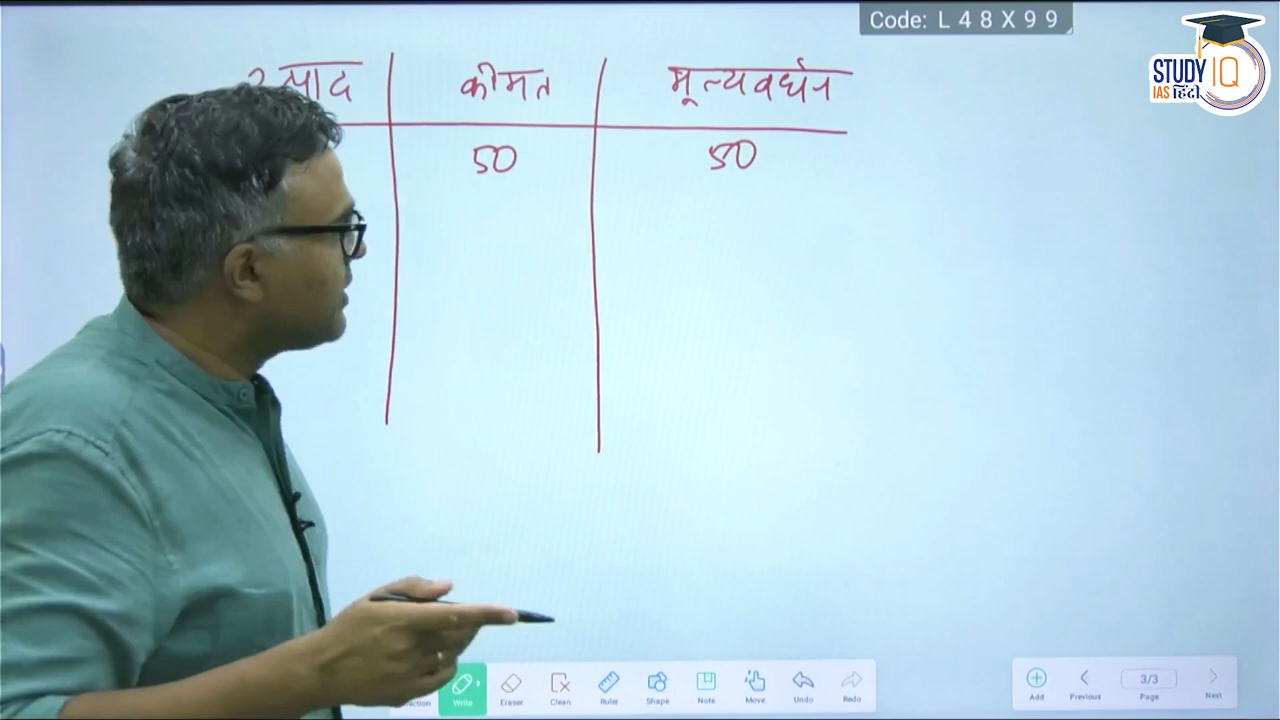 Code: L 4 8 X 9 9
STUDY IQ
IAS हिंदी
कीमत मूल्यवर्धन
50 50
Write Eraser Clean Ruler Shape Note Move Undo Redo
Add Previous 3/3 Next
Page